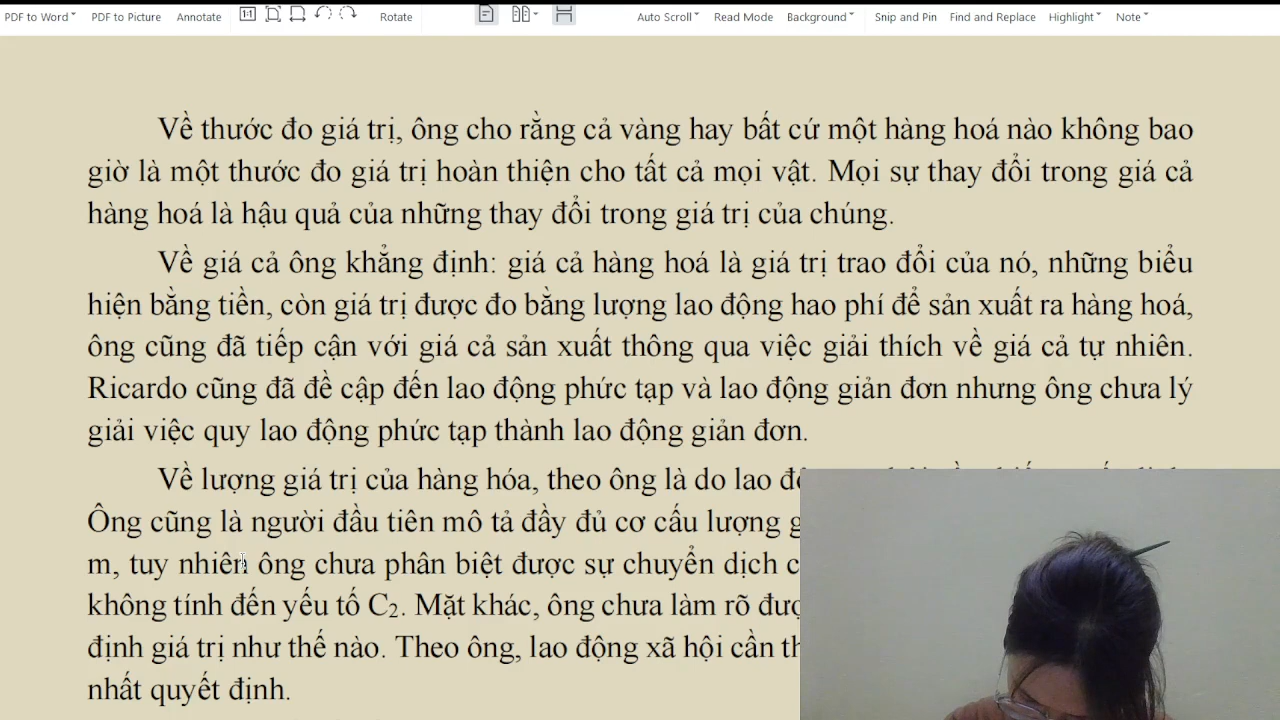 PDF to Word PDF to Picture Annotate 1:1 Rotate Auto Scroll Read Mode Background Snip and Pin Find and Replace Highlight Note
Về thước đo giá trị, ông cho rằng cả vàng hay bất cứ một hàng hoá nào không bao
giờ là một thước đo giá trị hoàn thiện cho tất cả mọi vật. Mọi sự thay đổi trong giá cả
hàng hoá là hậu quả của những thay đổi trong giá trị của chúng.
Về giá cả ông khẳng định: giá cả hàng hoá là giá trị trao đổi của nó, những biểu
hiện bằng tiền, còn giá trị được đo bằng lượng lao động hao phí để sản xuất ra hàng hoá,
ông cũng đã tiếp cận với giá cả sản xuất thông qua việc giải thích về giá cả tự nhiên.
Ricardo cũng đã đề cập đến lao động phức tạp và lao động giản đơn nhưng ông chưa lý
giải việc quy lao động phức tạp thành lao động giản đơn.
Về lượng giá trị của hàng hóa, theo ông là do lao
Ông cũng là người đầu tiên mô tả đầy đủ cơ cấu lượng
m, tuy nhiên ông chưa phân biệt được sự chuyển dịch
không tính đến yếu tố C2. Mặt khác, ông chưa làm rõ
định giá trị như thế nào. Theo ông, lao động xã hội cần
nhất quyết định.